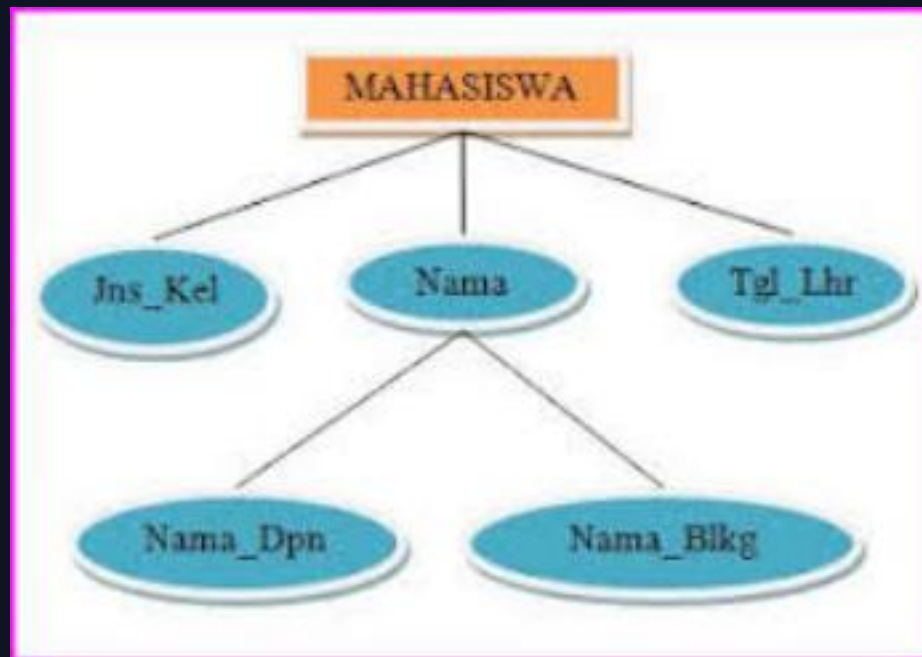 MAHASISWA
Jns_Kel
Nama
Tgl_Lhr
Nama_Dpn
Nama_Blkg